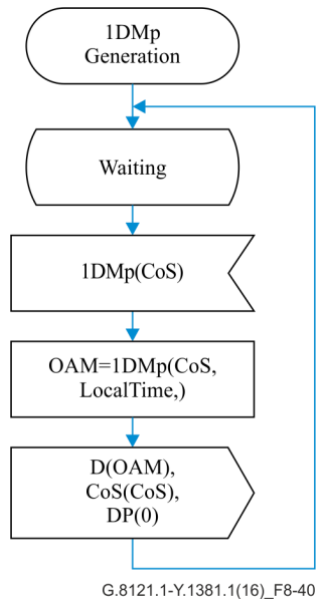 1DMp
Generation
Waiting
1DMp(CoS)
OAM=1DMp(CoS,
LocalTime,)
D(OAM),
CoS(CoS),
DP(0)
G.8121.1-Y.1381.1(16)_F8-40